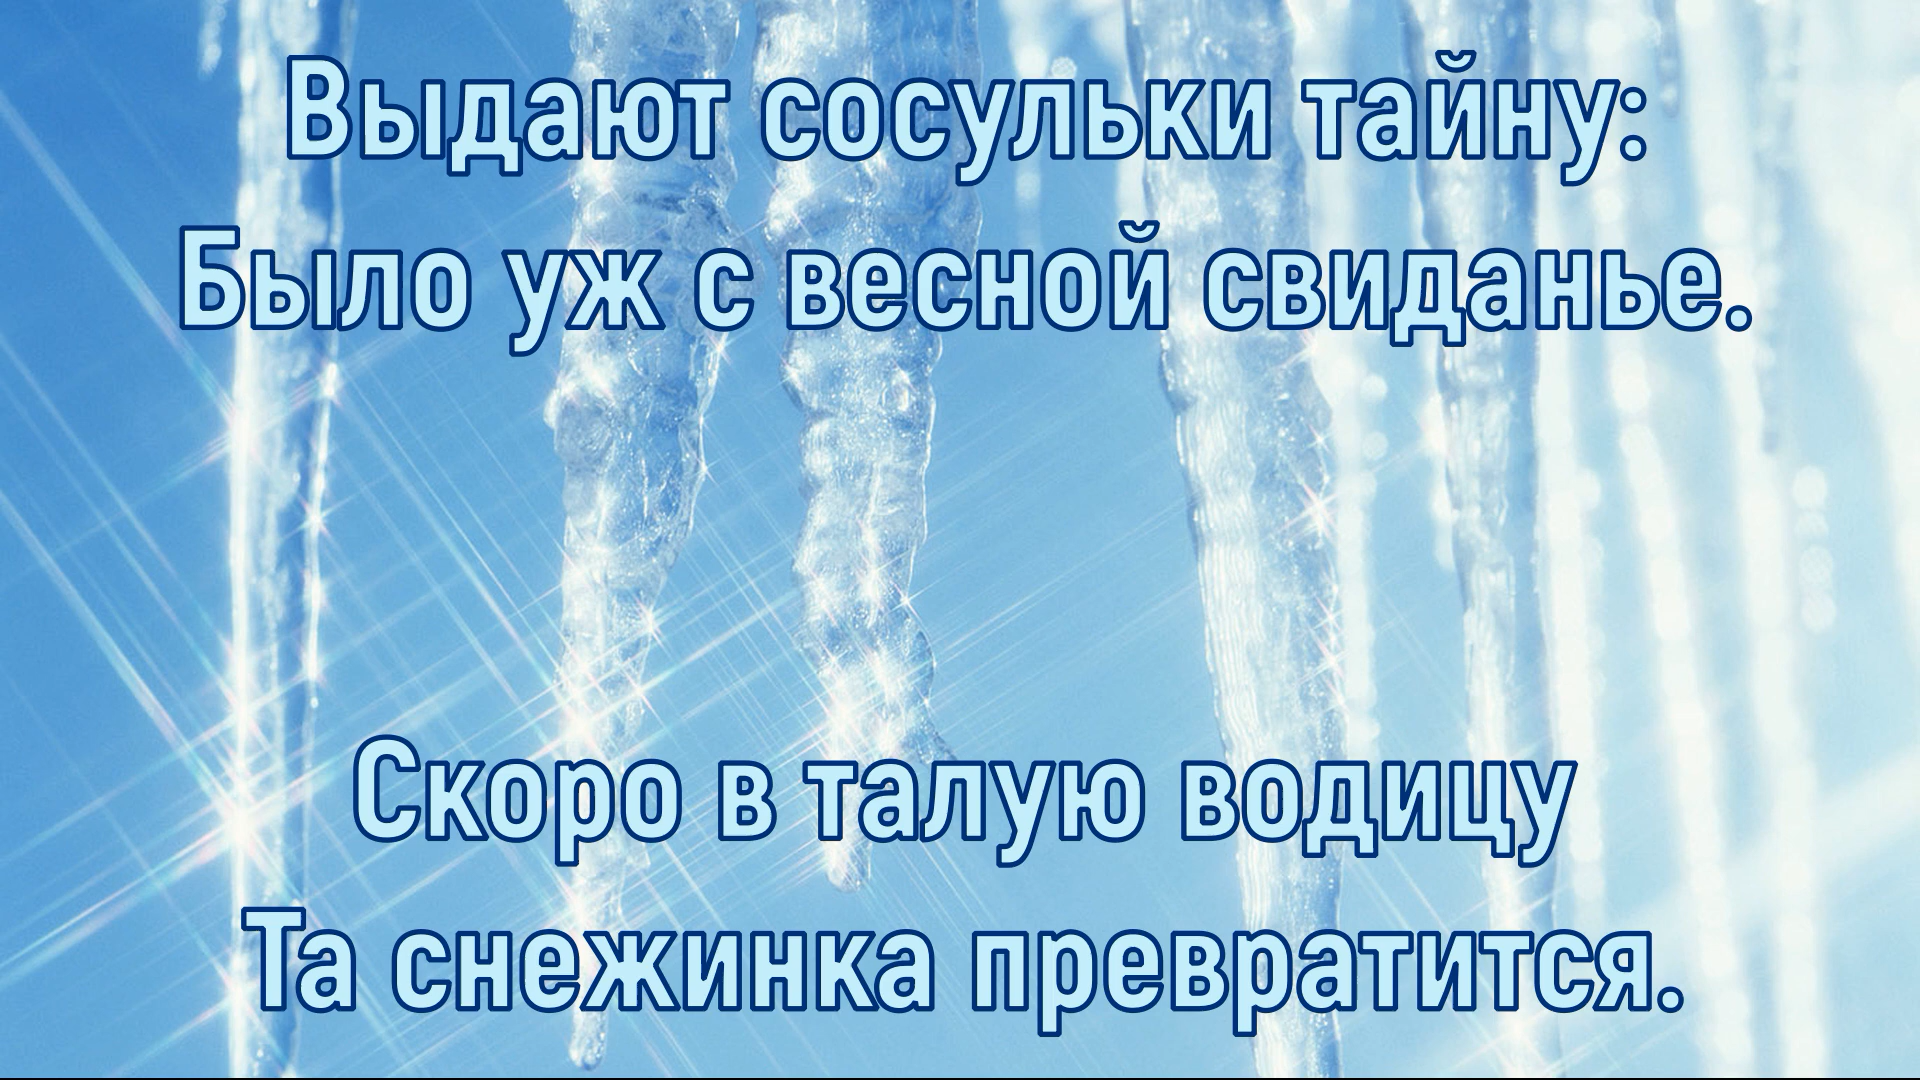 Выдают сосульки тайну:
Было уж с весной свиданье.
Скоро в талую водицу
Та снежинка превратится.